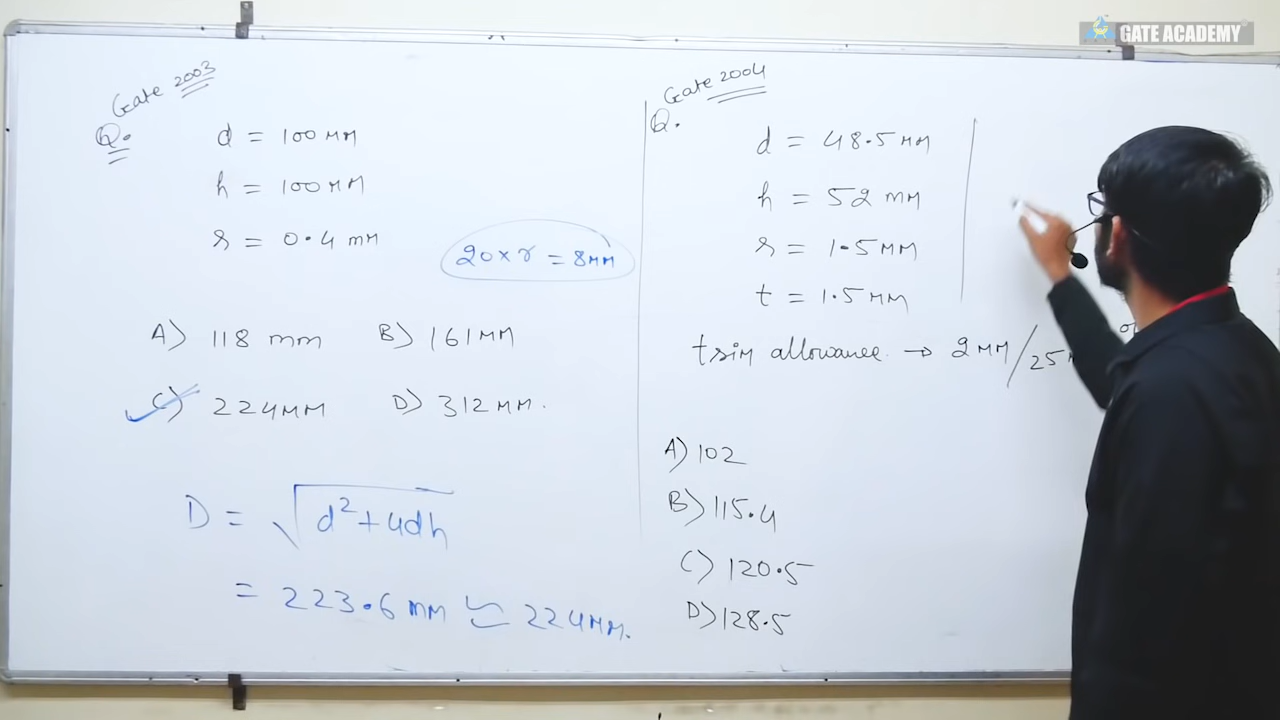 GATE ACADEMY
Gate 2003
Q.
d = 100 MM
h = 100 MM
r = 0.4 mm
20 × r = 8 MM
A) 118 mm B) 161 MM
C) 224 MM D) 312 MM.
D = √d²+4dh
= 223.6 mm ≃ 224 MM.
Gate 2004
Q.
d = 48.5 MM
h = 52 mm
r = 1.5 MM
t = 1.5 MM
trim allowance → 2 MM / 25
A) 102
B) 115.4
C) 120.5
D) 128.5